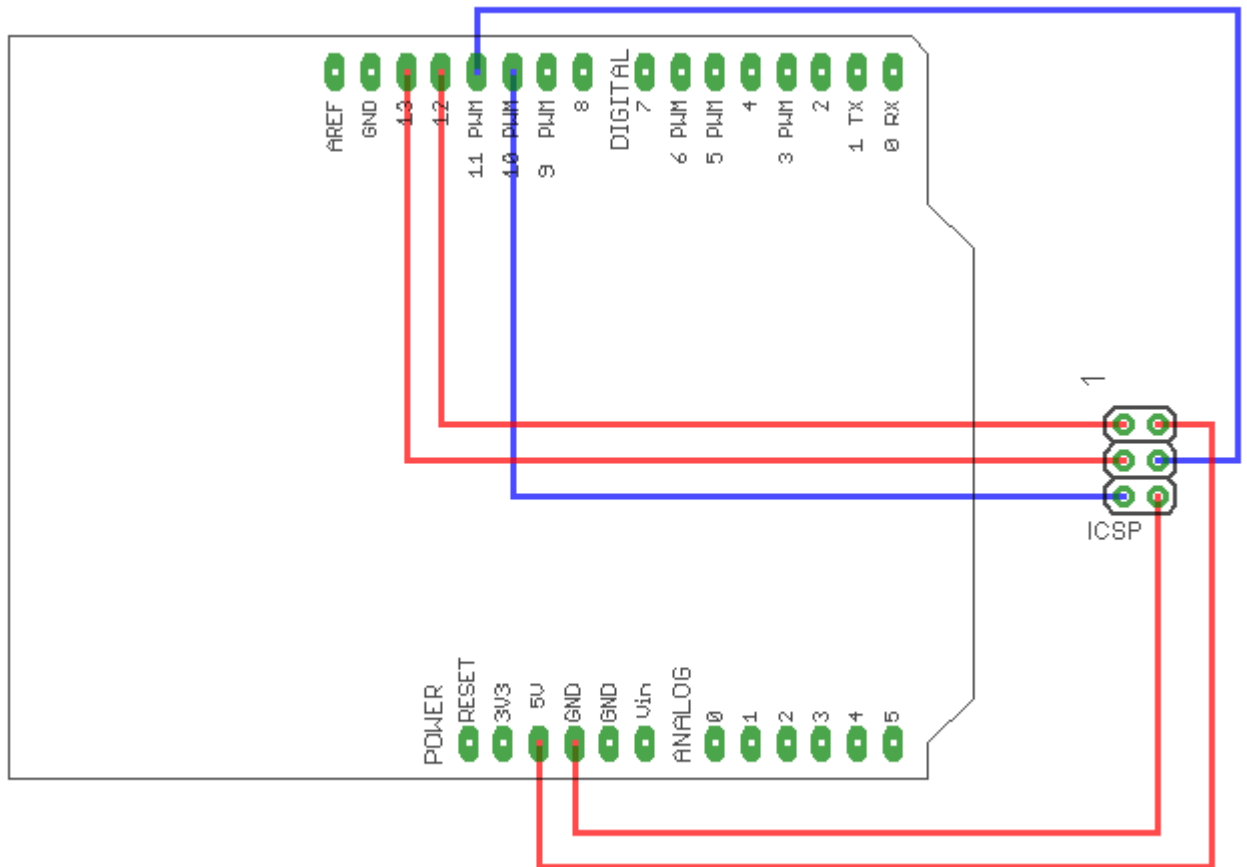 AREF
GND
13
12
11 PWM
10 PWM
9 PWM
8
DIGITAL
7
6 PWM
5 PWM
4
3 PWM
2
1 TX
0 RX
1
ICSP
POWER
RESET
3V3
5V
GND
GND
Vin
ANALOG
0
1
2
3
4
5